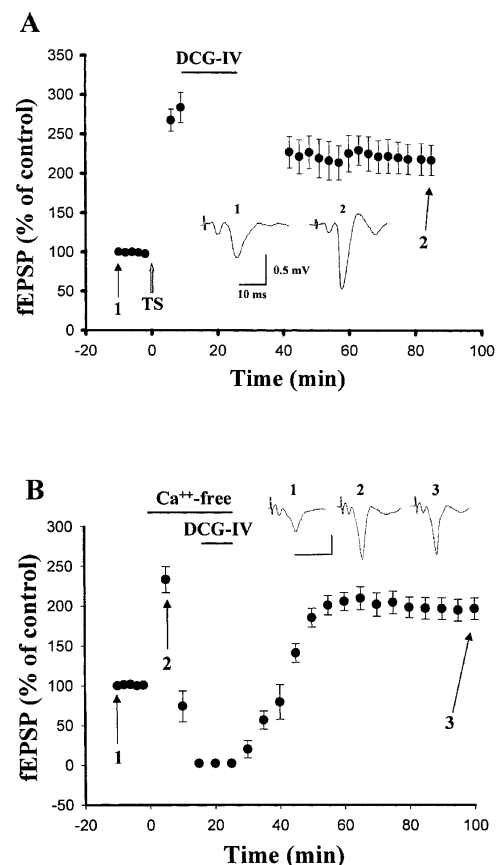 A
DCG-IV
350
300
250
200
150
100
50
0
fEPSP (% of control)
1
2
0.5 mV
10 ms
1
TS
2
-20 0 20 40 60 80 100
Time (min)
B
Ca⁺⁺-free
DCG-IV
1 2 3
300
250
200
150
100
50
0
-50
fEPSP (% of control)
1
2
3
-20 0 20 40 60 80 100
Time (min)